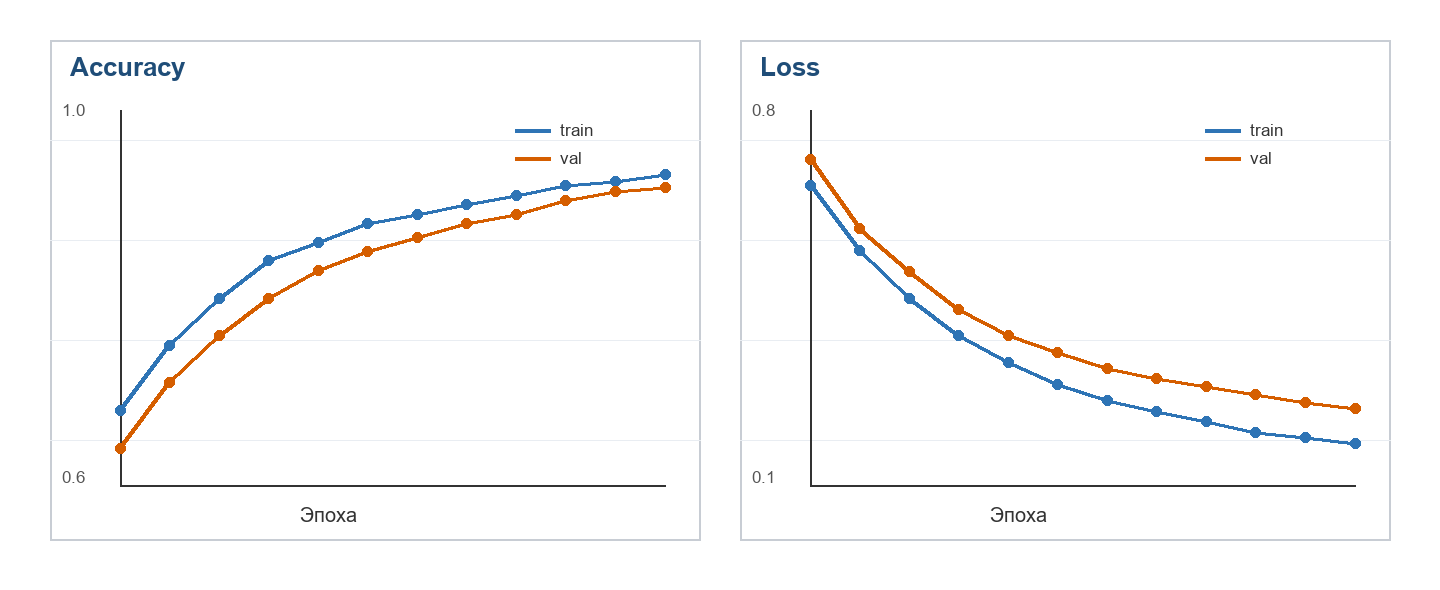 Accuracy
1.0
train
val
0.6
Эпоха
Loss
0.8
train
val
0.1
Эпоха